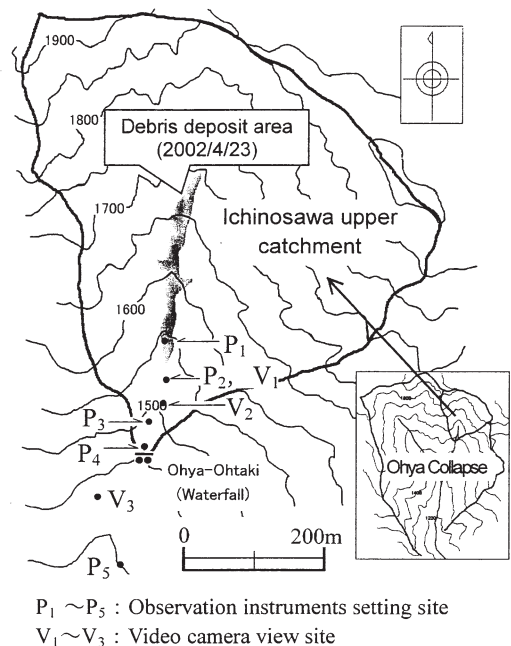 1900
1800
Debris deposit area
(2002/4/23)
1700
Ichinosawa upper
catchment
1600
P₁
P₂, V₁
1500
V₂
P₃
P₄
Ohya-Ohtaki
(Waterfall)
Ohya Collapse
V₃
0 200m
P₅
P₁ ~P₅ : Observation instruments setting site
V₁~V₃ : Video camera view site